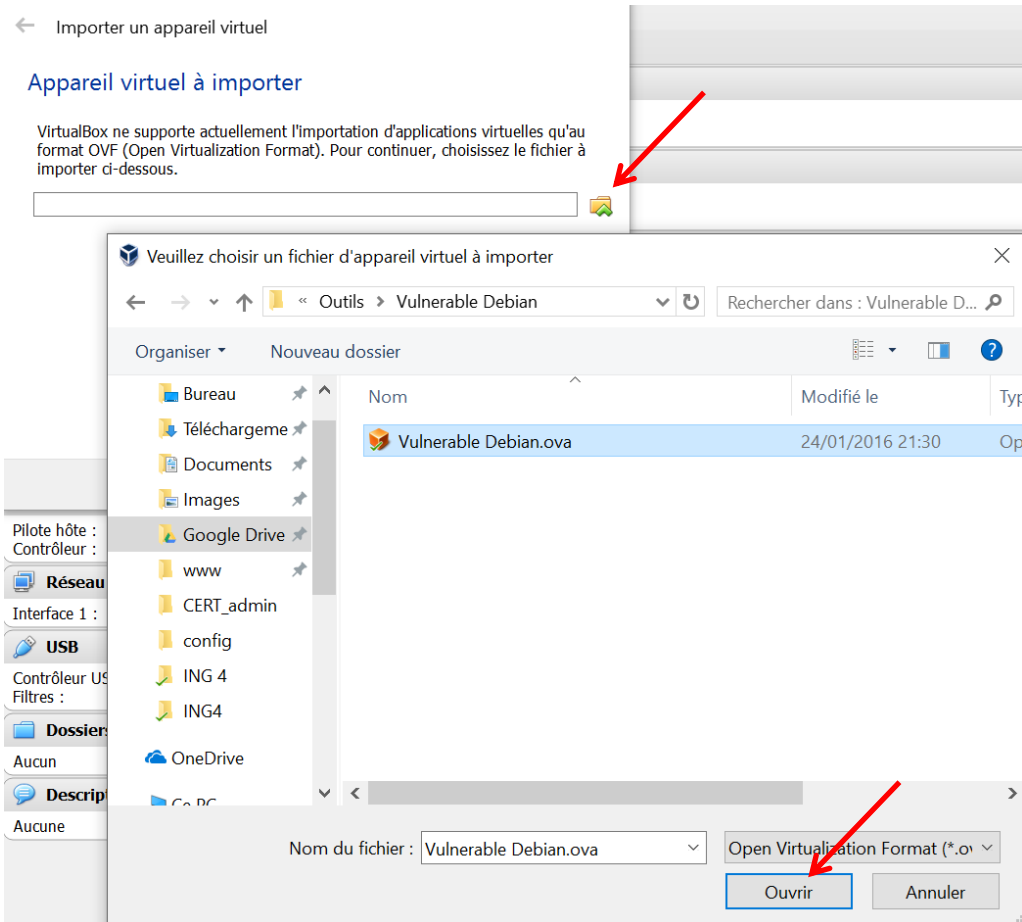 Importer un appareil virtuel
Appareil virtuel à importer
VirtualBox ne supporte actuellement l'importation d'applications virtuelles qu'au
format OVF (Open Virtualization Format). Pour continuer, choisissez le fichier à
importer ci-dessous.
Veuillez choisir un fichier d'appareil virtuel à importer
« Outils > Vulnerable Debian
Rechercher dans : Vulnerable D...
Organiser
Nouveau dossier
?
Nom
Modifié le
Typ
Bureau
Téléchargeme
Documents
Images
Google Drive
www
CERT_admin
config
ING 4
ING4
OneDrive
Ce PC
Vulnerable Debian.ova
24/01/2016 21:30
Op
Pilote hôte :
Contrôleur :
Réseau
Interface 1 :
USB
Contrôleur US
Filtres :
Dossiers
Aucun
Descript
Aucune
Nom du fichier :
Vulnerable Debian.ova
Open Virtualization Format (*.ov
Ouvrir
Annuler